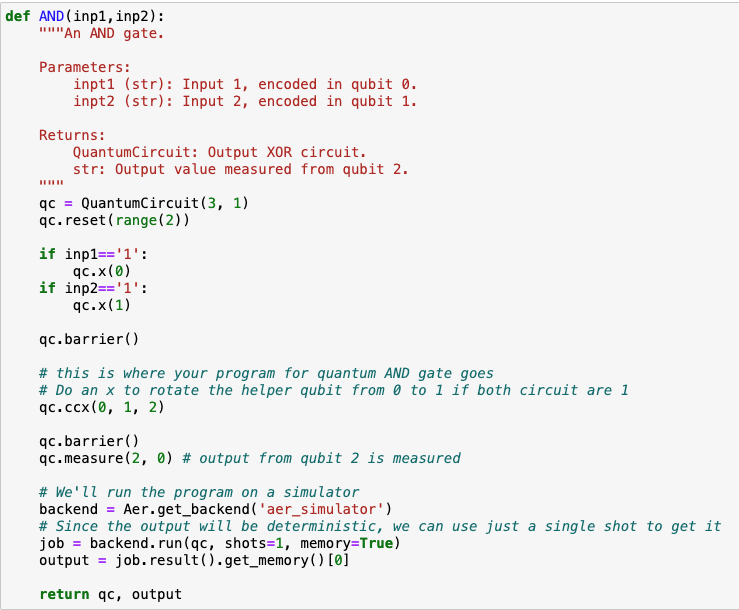 def AND(inp1,inp2):
    """An AND gate.

    Parameters:
        inpt1 (str): Input 1, encoded in qubit 0.
        inpt2 (str): Input 2, encoded in qubit 1.

    Returns:
        QuantumCircuit: Output XOR circuit.
        str: Output value measured from qubit 2.
    """
    qc = QuantumCircuit(3, 1)
    qc.reset(range(2))

    if inp1=='1':
        qc.x(0)
    if inp2=='1':
        qc.x(1)

    qc.barrier()

    # this is where your program for quantum AND gate goes
    # Do an x to rotate the helper qubit from 0 to 1 if both circuit are 1
    qc.ccx(0, 1, 2)

    qc.barrier()
    qc.measure(2, 0) # output from qubit 2 is measured

    # We'll run the program on a simulator
    backend = Aer.get_backend('aer_simulator')
    # Since the output will be deterministic, we can use just a single shot to get it
    job = backend.run(qc, shots=1, memory=True)
    output = job.result().get_memory()[0]

    return qc, output